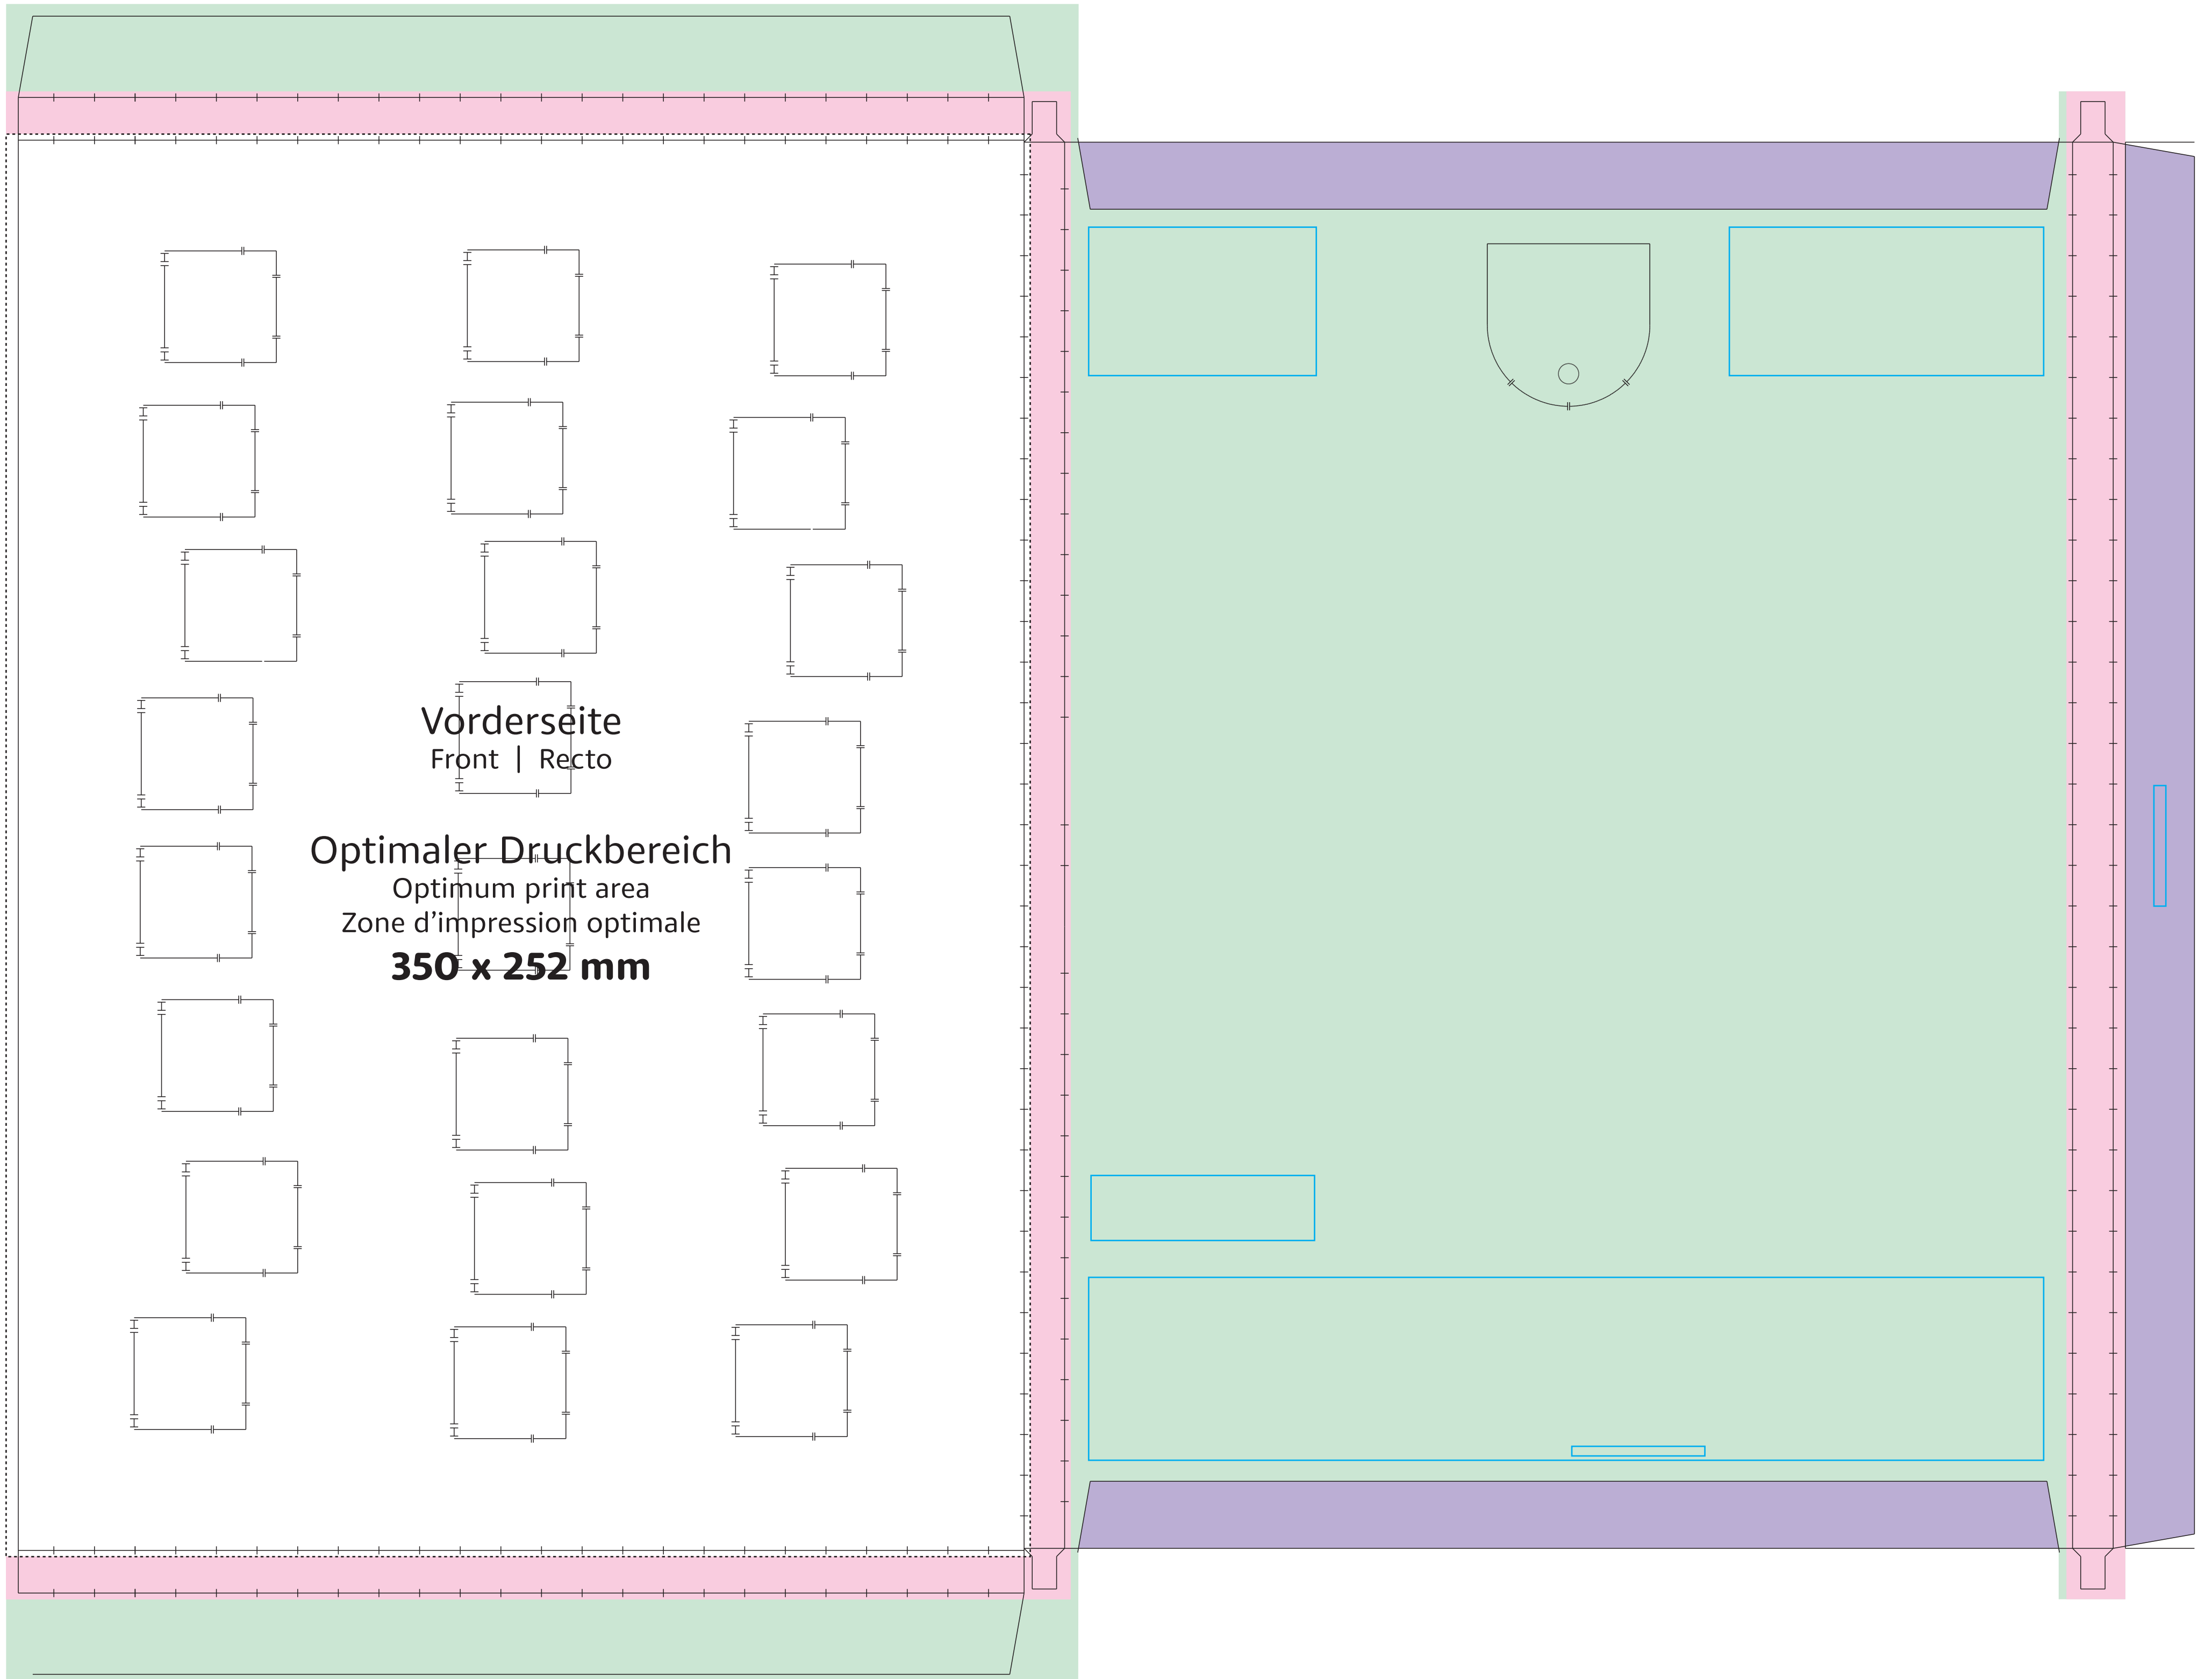 Vorderseite
Front | Recto
Optimaler Druckbereich
Optimum print area
Zone d’impression optimale
350 x 252 mm